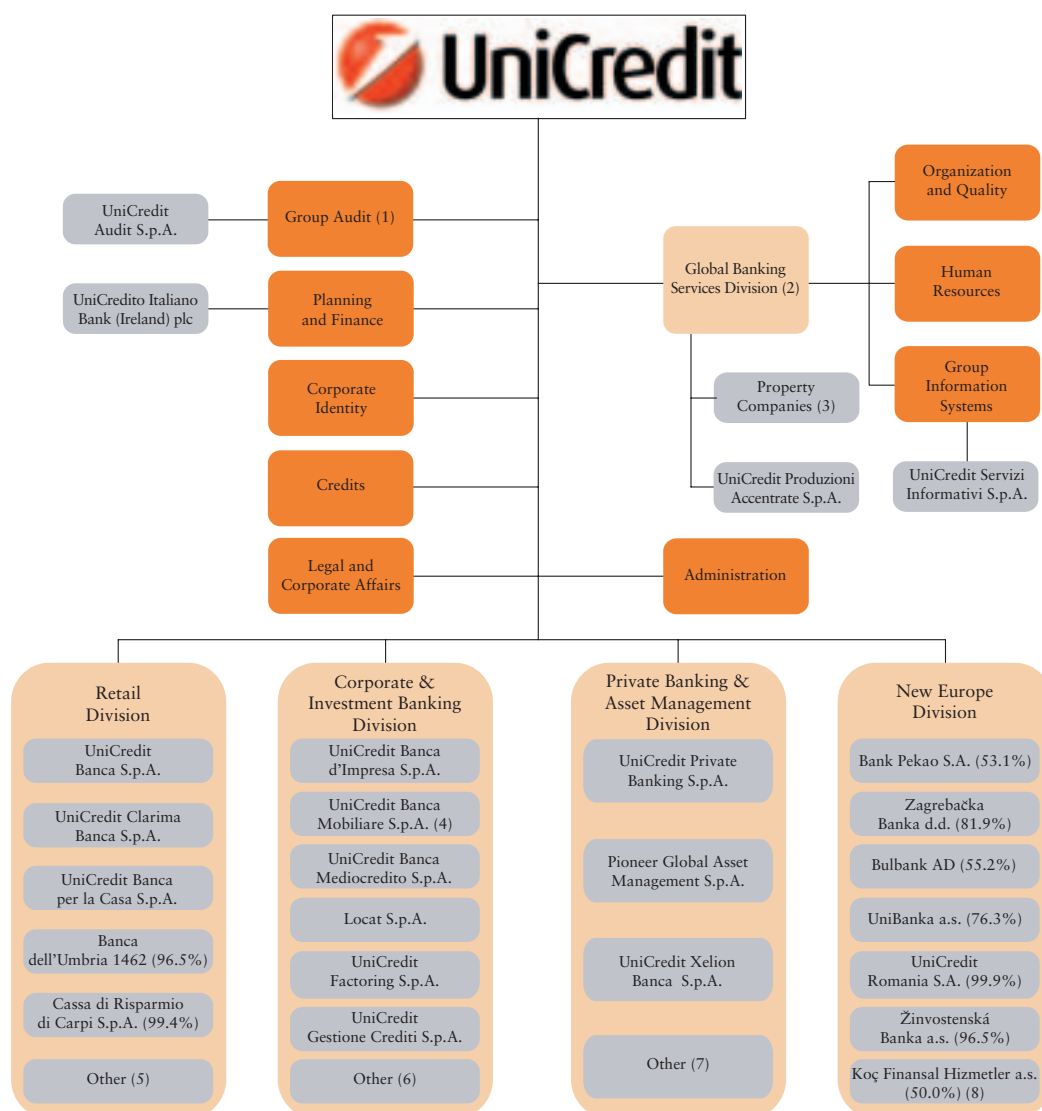 UniCredit
UniCredit
Audit S.p.A.
Group Audit (1)
UniCredito Italiano
Bank (Ireland) plc
Planning
and Finance
Corporate
Identity
Credits
Legal and
Corporate Affairs
Global Banking
Services Division (2)
Organization
and Quality
Human
Resources
Group
Information
Systems
Property
Companies (3)
UniCredit Produzioni
Accentrate S.p.A.
UniCredit Servizi
Informativi S.p.A.
Administration
Retail
Division
UniCredit
Banca S.p.A.
UniCredit Clarima
Banca S.p.A.
UniCredit Banca
per la Casa S.p.A.
Banca
dell'Umbria 1462 (96.5%)
Cassa di Risparmio
di Carpi S.p.A. (99.4%)
Other (5)
Corporate &
Investment Banking
Division
UniCredit Banca
d'Impresa S.p.A.
UniCredit Banca
Mobiliare S.p.A. (4)
UniCredit Banca
Mediocredito S.p.A.
Locat S.p.A.
UniCredit
Factoring S.p.A.
UniCredit
Gestione Crediti S.p.A.
Other (6)
Private Banking &
Asset Management
Division
UniCredit Private
Banking S.p.A.
Pioneer Global Asset
Management S.p.A.
UniCredit Xelion
Banca S.p.A.
Other (7)
New Europe
Division
Bank Pekao S.A. (53.1%)
Zagrebačka
Banka d.d. (81.9%)
Bulbank AD (55.2%)
UniBanka a.s. (76.3%)
UniCredit
Romania S.A. (99.9%)
Žinvostenská
Banka a.s. (96.5%)
Koç Finansal Hizmetler a.s.
(50.0%) (8)